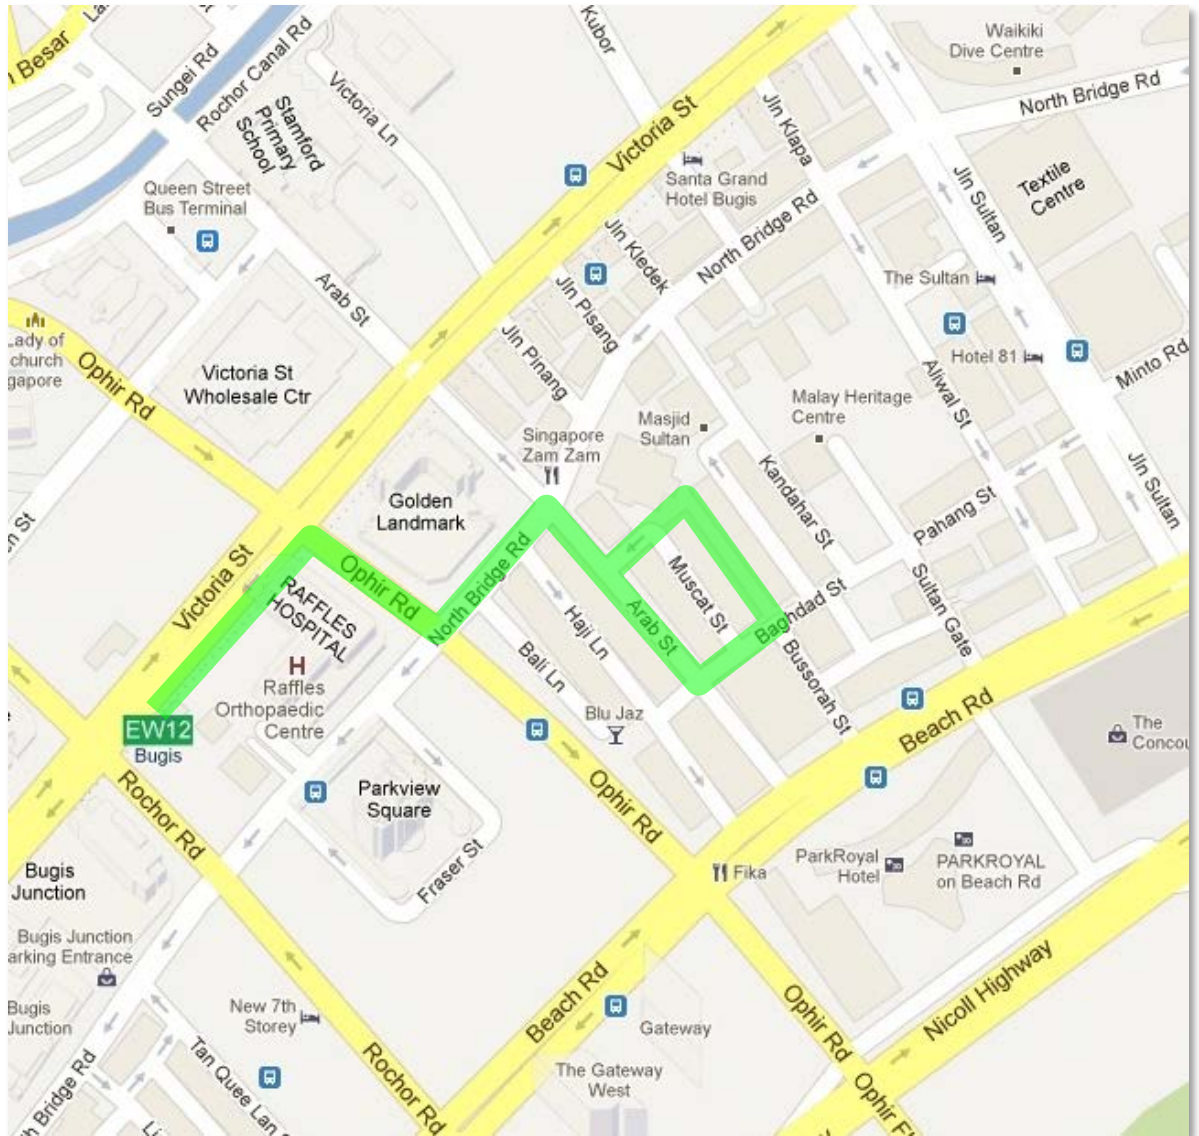 Besar
Sungei Rd
Rochor Canal Rd
Stamford
Primary
School
Victoria Ln
Kubor
Victoria St
Jln Klapa
Waikiki
Dive Centre
North Bridge Rd
Queen Street
Bus Terminal
Santa Grand
Hotel Bugis
Jln Sultan
Textile
Centre
Jln Kledek
North Bridge Rd
Arab St
Jln Pisang
The Sultan
Lady of
church
gapore
Ophir Rd
Victoria St
Wholesale Ctr
Jln Pinang
Hotel 81
Minto Rd
Aliwal St
Malay Heritage
Centre
Masjid
Sultan
Singapore
Zam Zam
Kandahar St
Jln Sultan
Golden
Landmark
Pahang St
Victoria St
Ophir Rd
North Bridge Rd
Muscat St
Sultan Gate
RAFFLES
HOSPITAL
Haji Ln
Arab St
Baghdad St
Bussorah St
H
Raffles
Orthopaedic
Centre
Bali Ln
Blu Jaz
Beach Rd
The
Concou
EW12
Bugis
Rochor Rd
Parkview
Square
Ophir Rd
Fraser St
Fika
ParkRoyal
Hotel
PARKROYAL
on Beach Rd
Bugis
Junction
Bugis Junction
arking Entrance
Bugis
Junction
New 7th
Storey
Beach Rd
Gateway
Ophir Rd
Nicoll Highway
Tan Quee Lan
Rochor Rd
The Gateway
West
h Bridge Rd
Ophir